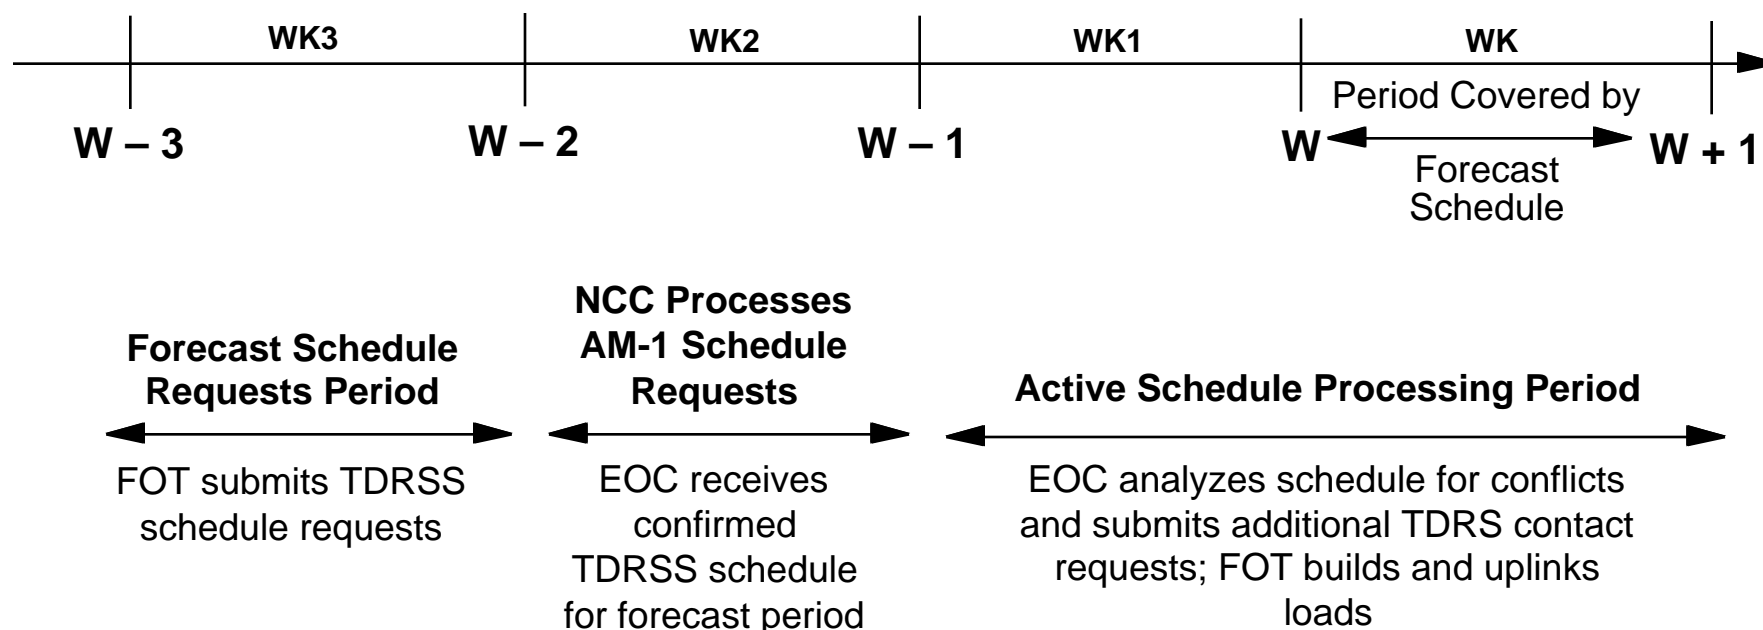 WK3
WK2
WK1
WK
W – 3
W – 2
W – 1
W
Period Covered by
W + 1
Forecast
Schedule
Forecast Schedule
Requests Period
FOT submits TDRSS
schedule requests
NCC Processes
AM-1 Schedule
Requests
EOC receives
confirmed
TDRSS schedule
for forecast period
Active Schedule Processing Period
EOC analyzes schedule for conflicts
and submits additional TDRS contact
requests; FOT builds and uplinks
loads